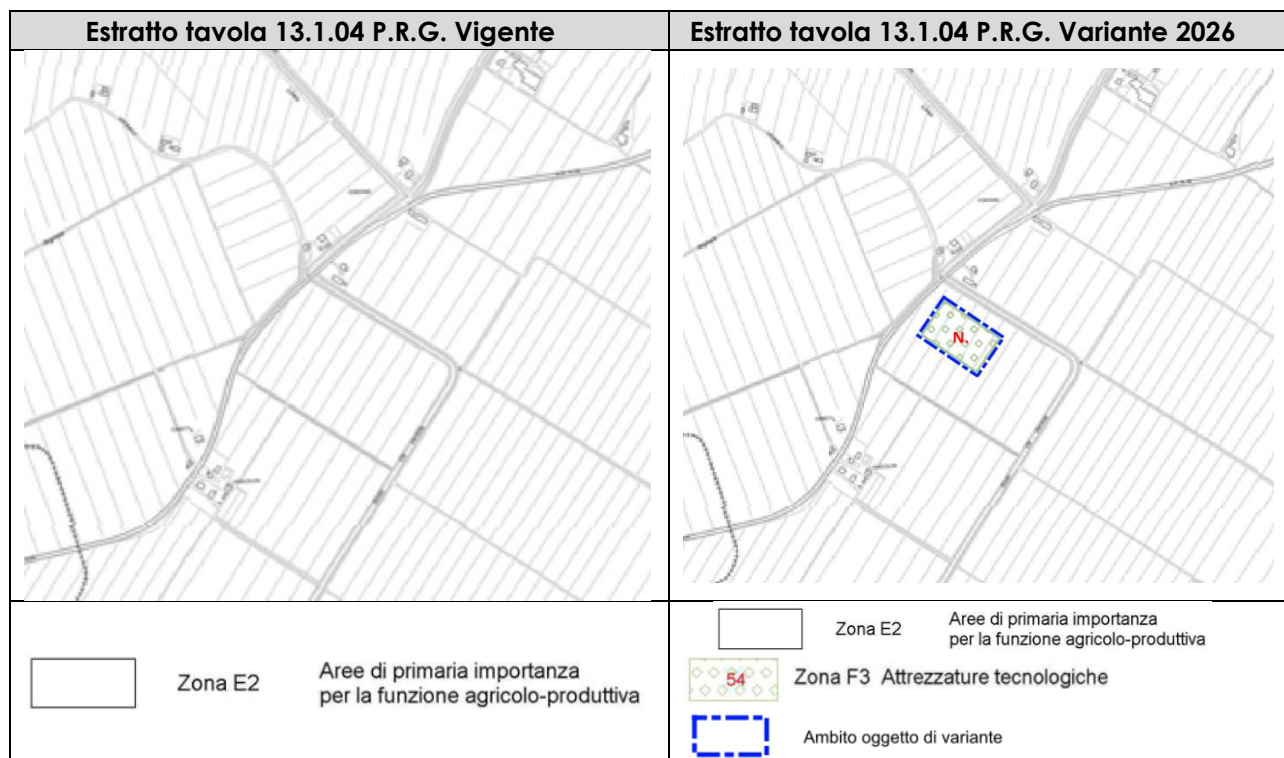 Estratto tavola 13.1.04 P.R.G. Vigente
Estratto tavola 13.1.04 P.R.G. Variante 2026
N.
Zona E2
Aree di primaria importanza
per la funzione agricolo-produttiva
Zona E2
Aree di primaria importanza
per la funzione agricolo-produttiva
54
Zona F3 Attrezzature tecnologiche
Ambito oggetto di variante